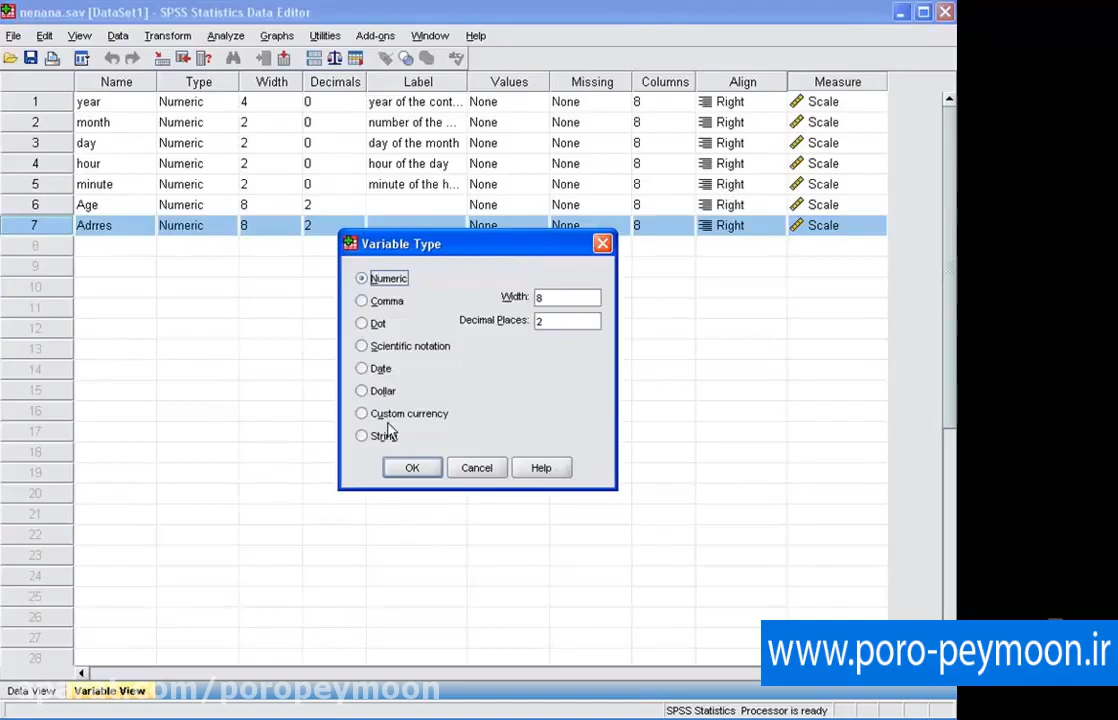 nenana.sav [DataSet1] - SPSS Statistics Data Editor
File Edit View Data Transform Analyze Graphs Utilities Add-ons Window Help
Name Type Width Decimals Label Values Missing Columns Align Measure
1 year Numeric 4 0 year of the cont... None None 8 Right Scale
2 month Numeric 2 0 number of the ... None None 8 Right Scale
3 day Numeric 2 0 day of the month None None 8 Right Scale
4 hour Numeric 2 0 hour of the day None None 8 Right Scale
5 minute Numeric 2 0 minute of the h... None None 8 Right Scale
6 Age Numeric 8 2 None None 8 Right Scale
7 Adrres Numeric 8 2 None None 8 Right Scale
8
9
10
11
12
13
14
15
16
17
18
19
20
21
22
23
24
25
26
27
28
Variable Type
Numeric
Comma
Dot
Scientific notation
Date
Dollar
Custom currency
String
Width: 8
Decimal Places: 2
OK Cancel Help
www.poro-peymoon.ir
Data View Variable View
.com/poropeymoon
SPSS Statistics Processor is ready